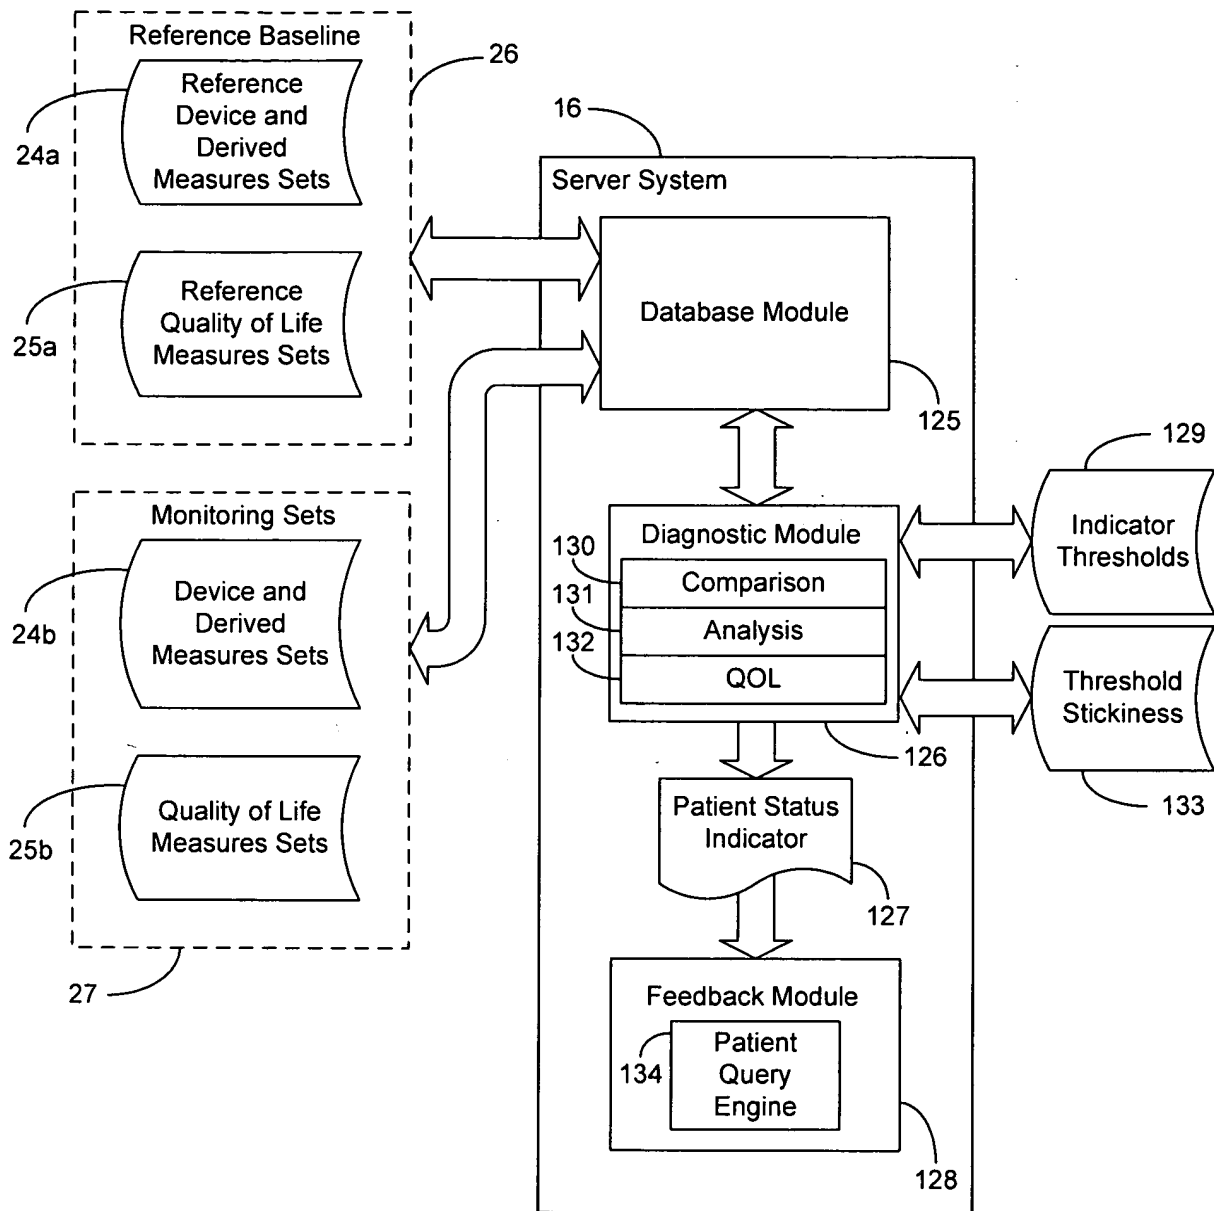 Reference Baseline
Reference
Device and
Derived
Measures Sets
24a
26
Reference
Quality of Life
Measures Sets
25a
16
Server System
Database Module
125
Monitoring Sets
Device and
Derived
Measures Sets
24b
Quality of Life
Measures Sets
25b
27
Diagnostic Module
130
Comparison
131
Analysis
132
QOL
126
129
Indicator
Thresholds
Threshold
Stickiness
133
Patient Status
Indicator
127
Feedback Module
134
Patient
Query
Engine
128